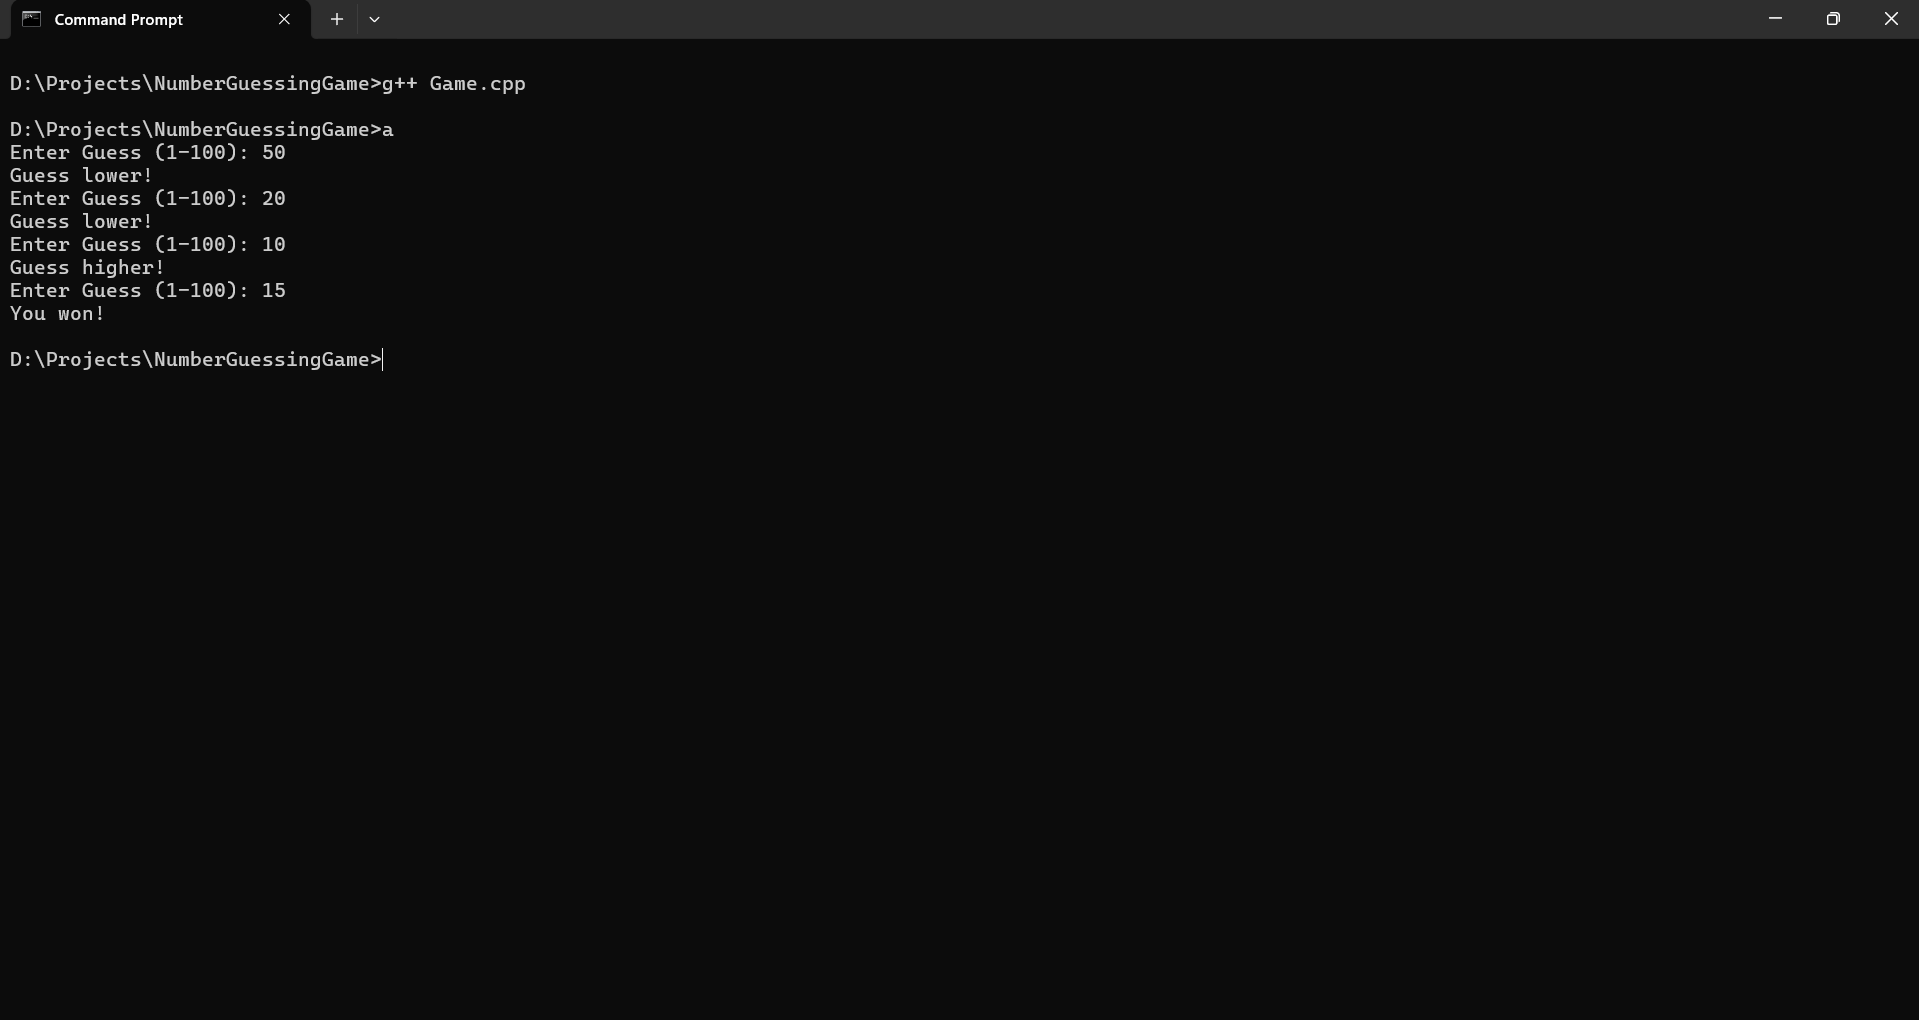 Command Prompt
D:\Projects\NumberGuessingGame>g++ Game.cpp
D:\Projects\NumberGuessingGame>a
Enter Guess (1-100): 50
Guess lower!
Enter Guess (1-100): 20
Guess lower!
Enter Guess (1-100): 10
Guess higher!
Enter Guess (1-100): 15
You won!
D:\Projects\NumberGuessingGame>